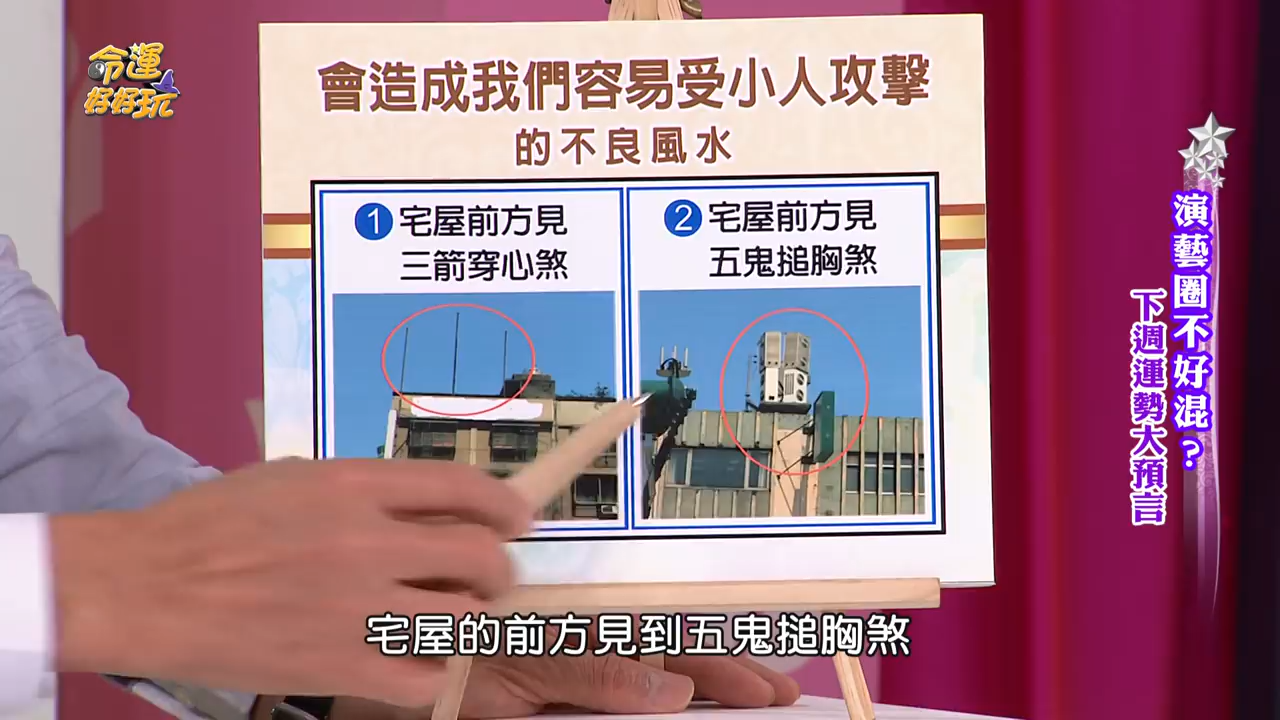 命運
好好玩
會造成我們容易受小人攻擊
的不良風水
1 宅屋前方見
三箭穿心煞
2 宅屋前方見
五鬼搥胸煞
演藝圈不好混?
下週運勢大預言
宅屋的前方見到五鬼搥胸煞